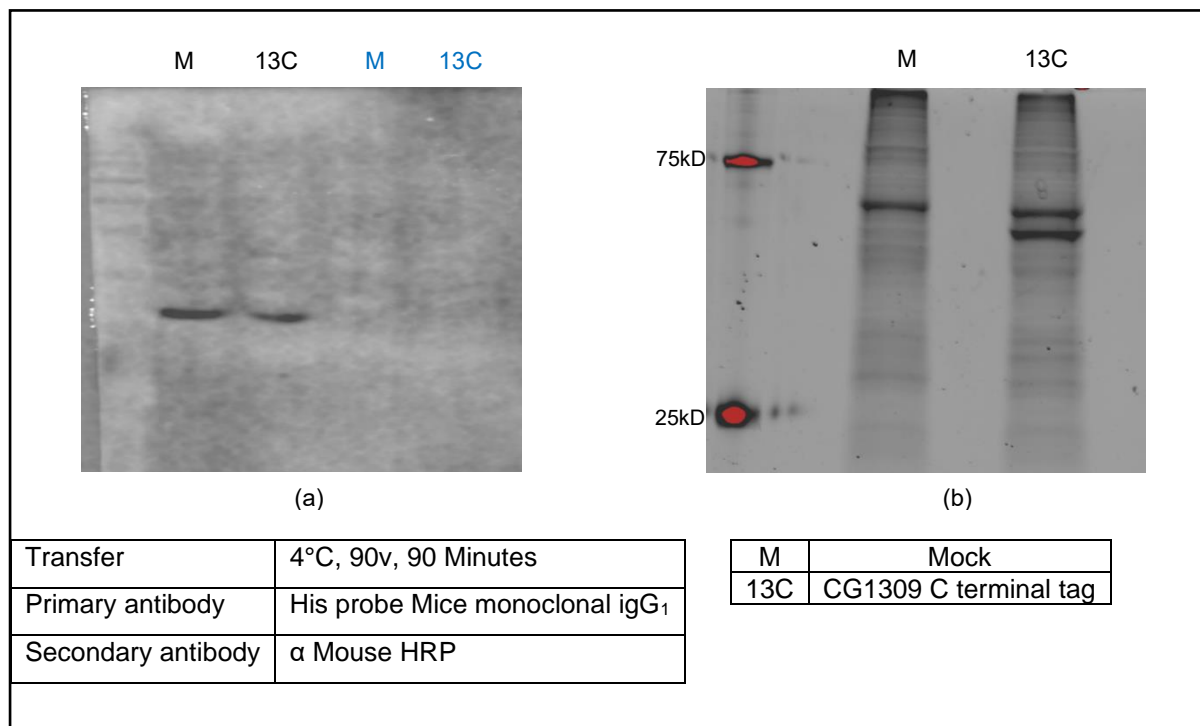 M 13C M 13C
M 13C
75kD
25kD
(a)
(b)
Transfer 4°C, 90v, 90 Minutes
Primary antibody His probe Mice monoclonal igG₁
Secondary antibody α Mouse HRP
M Mock
13C CG1309 C terminal tag